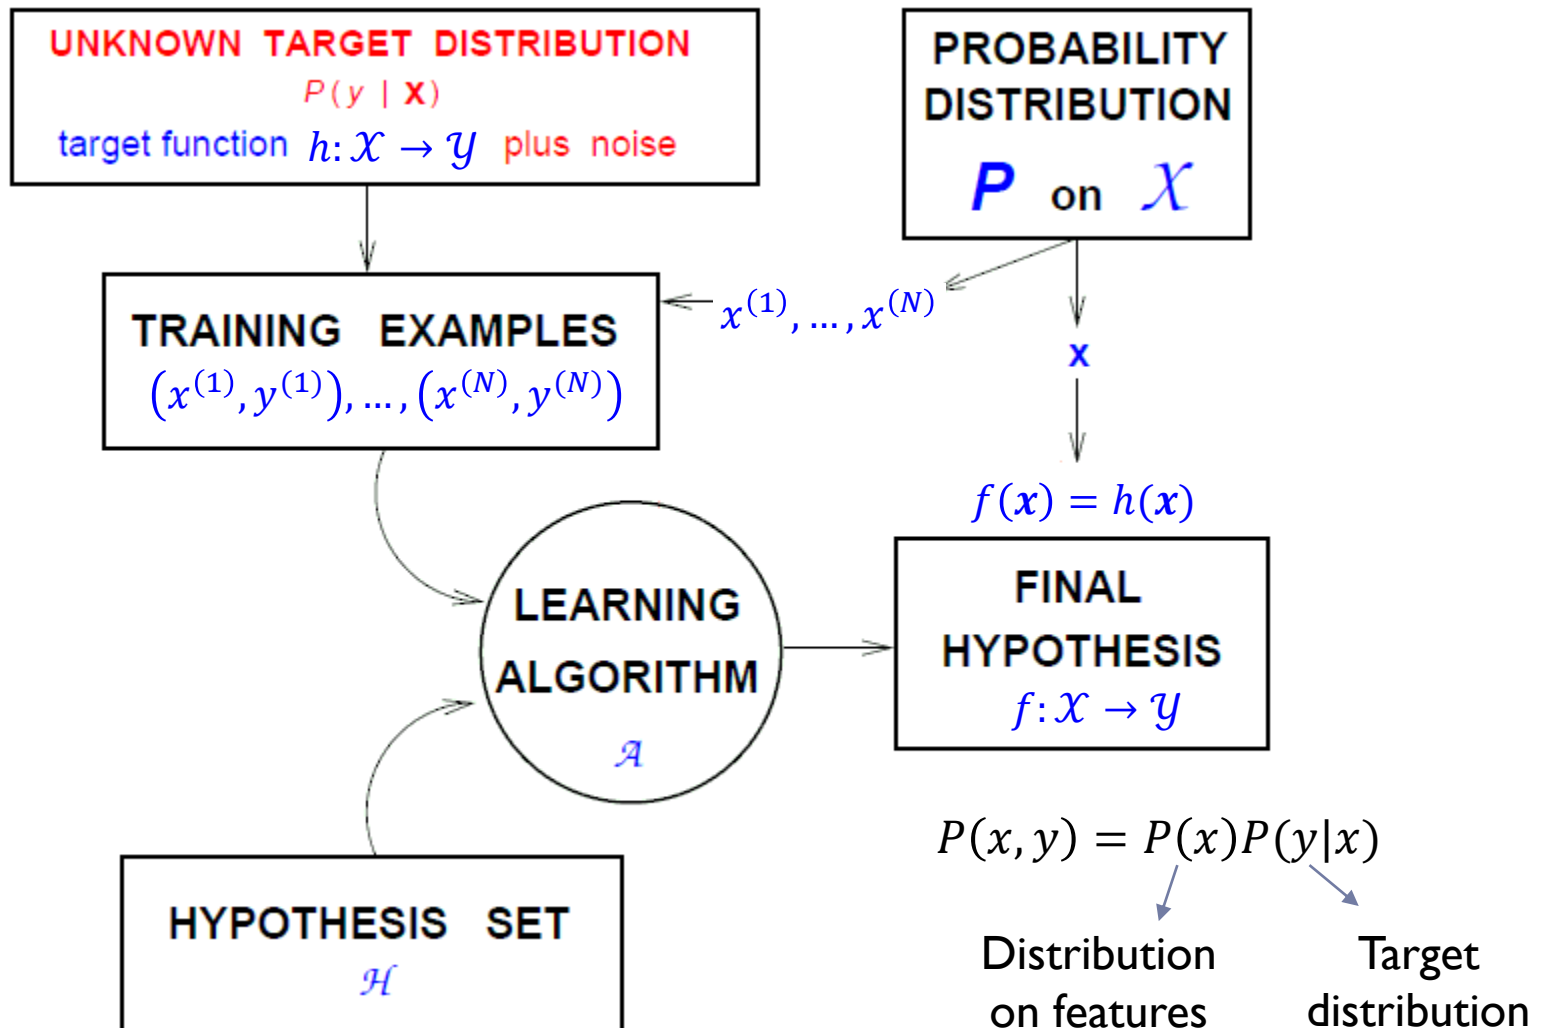 UNKNOWN TARGET DISTRIBUTION
P(y | x)
target function h: 𝒳 → 𝒴 plus noise
PROBABILITY
DISTRIBUTION
P on 𝒳
TRAINING EXAMPLES
(x⁽¹⁾, y⁽¹⁾), … , (x⁽ᴺ⁾, y⁽ᴺ⁾)
x⁽¹⁾, … , x⁽ᴺ⁾
x
f(x) = h(x)
LEARNING
ALGORITHM
𝒜
FINAL
HYPOTHESIS
f: 𝒳 → 𝒴
HYPOTHESIS SET
ℋ
P(x, y) = P(x)P(y|x)
Distribution
on features
Target
distribution